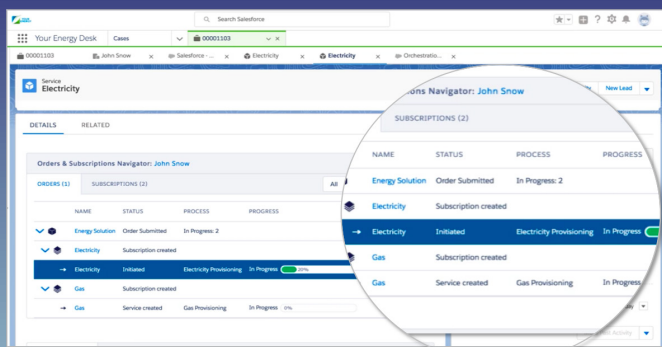 Search Salesforce
Your Energy Desk
Cases
00001103
00001103
John Snow
Salesforce - ...
Electricity
Electricity
Orchestratio...
Service
Electricity
New Lead
DETAILS
RELATED
Orders & Subscriptions Navigator: John Snow
ORDERS (1)
SUBSCRIPTIONS (2)
All
NAME STATUS PROCESS PROGRESS
Energy Solution Order Submitted In Progress: 2
Electricity Subscription created
Electricity Initiated Electricity Provisioning In Progress 20%
Gas Subscription created
Gas Service created Gas Provisioning In Progress 0%
ons Navigator: John Snow
SUBSCRIPTIONS (2)
NAME STATUS PROCESS PROGRESS
Energy Solution Order Submitted In Progress: 2
Electricity Subscription created
Electricity Initiated Electricity Provisioning In Progress
Gas Subscription created
Gas Service created Gas Provisioning In Progress